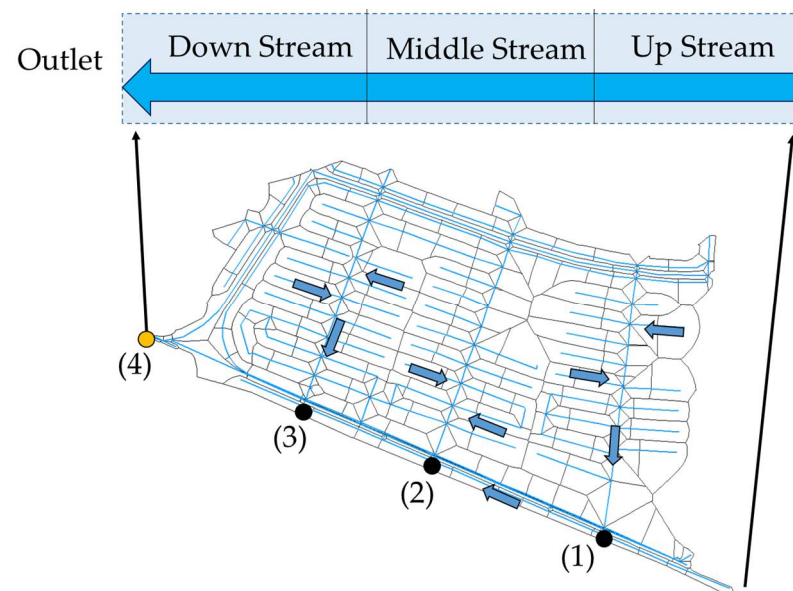 Outlet
Down Stream
Middle Stream
Up Stream
(4)
(3)
(2)
(1)